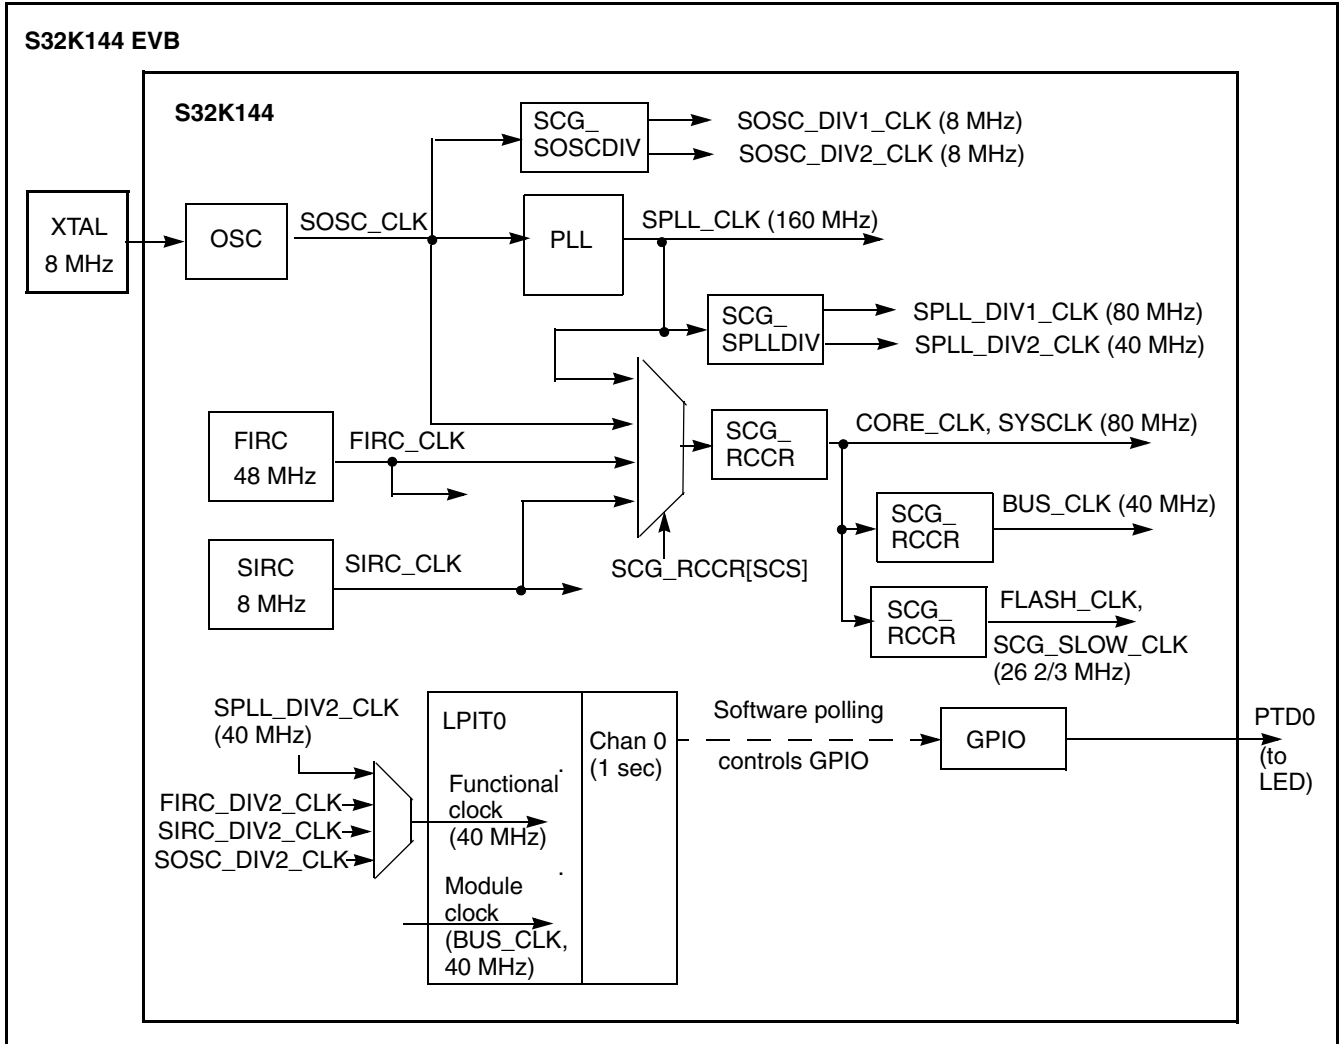 S32K144 EVB
S32K144
SCG_
SOSCDIV
SOSC_DIV1_CLK (8 MHz)
SOSC_DIV2_CLK (8 MHz)
XTAL
8 MHz
OSC
SOSC_CLK
PLL
SPLL_CLK (160 MHz)
SCG_
SPLLDIV
SPLL_DIV1_CLK (80 MHz)
SPLL_DIV2_CLK (40 MHz)
FIRC
48 MHz
FIRC_CLK
SCG_
RCCR
CORE_CLK, SYSCLK (80 MHz)
SCG_
RCCR
BUS_CLK (40 MHz)
SIRC
8 MHz
SIRC_CLK
SCG_RCCR[SCS]
SCG_
RCCR
FLASH_CLK,
SCG_SLOW_CLK
(26 2/3 MHz)
SPLL_DIV2_CLK
(40 MHz)
FIRC_DIV2_CLK
SIRC_DIV2_CLK
SOSC_DIV2_CLK
LPIT0
Functional
clock
(40 MHz)
Module
clock
(BUS_CLK,
40 MHz)
Chan 0
(1 sec)
Software polling
controls GPIO
GPIO
PTD0
(to
LED)